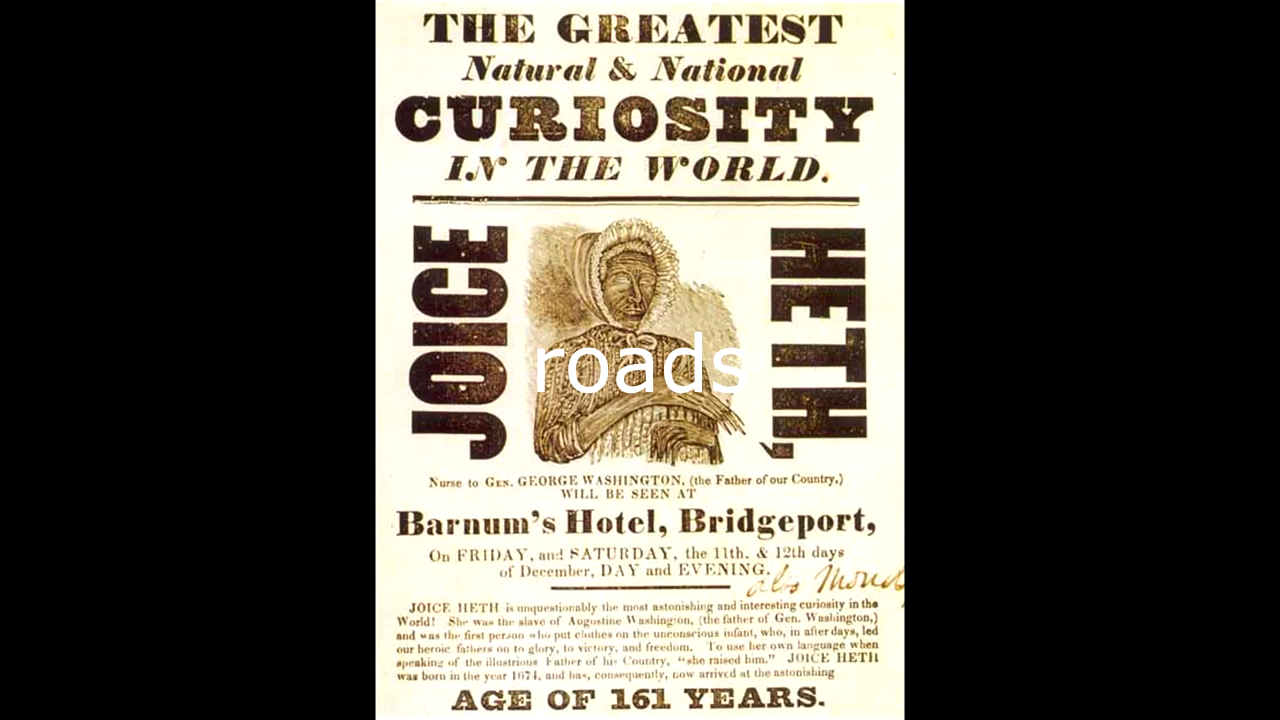 THE GREATEST
Natural & National
CURIOSITY
IN THE WORLD.
JOICE
HETH,
roads
Nurse to GEN. GEORGE WASHINGTON, (the Father of our Country,)
WILL BE SEEN AT
Barnum's Hotel, Bridgeport,
On FRIDAY, and SATURDAY, the 11th. & 12th days
of December, DAY and EVENING.
also Mond
JOICE HETH is unquestionably the most astonishing and interesting curiosity in the
World! She was the slave of Augustine Washington, (the father of Gen. Washington,)
and was the first person who put clothes on the unconscious infant, who, in after days, led
our heroic fathers on to glory, to victory, and freedom. To use her own language when
speaking of the illustrious Father of his Country, "she raised him." JOICE HETH
was born in the year 1674, and has, consequently, now arrived at the astonishing
AGE OF 161 YEARS.